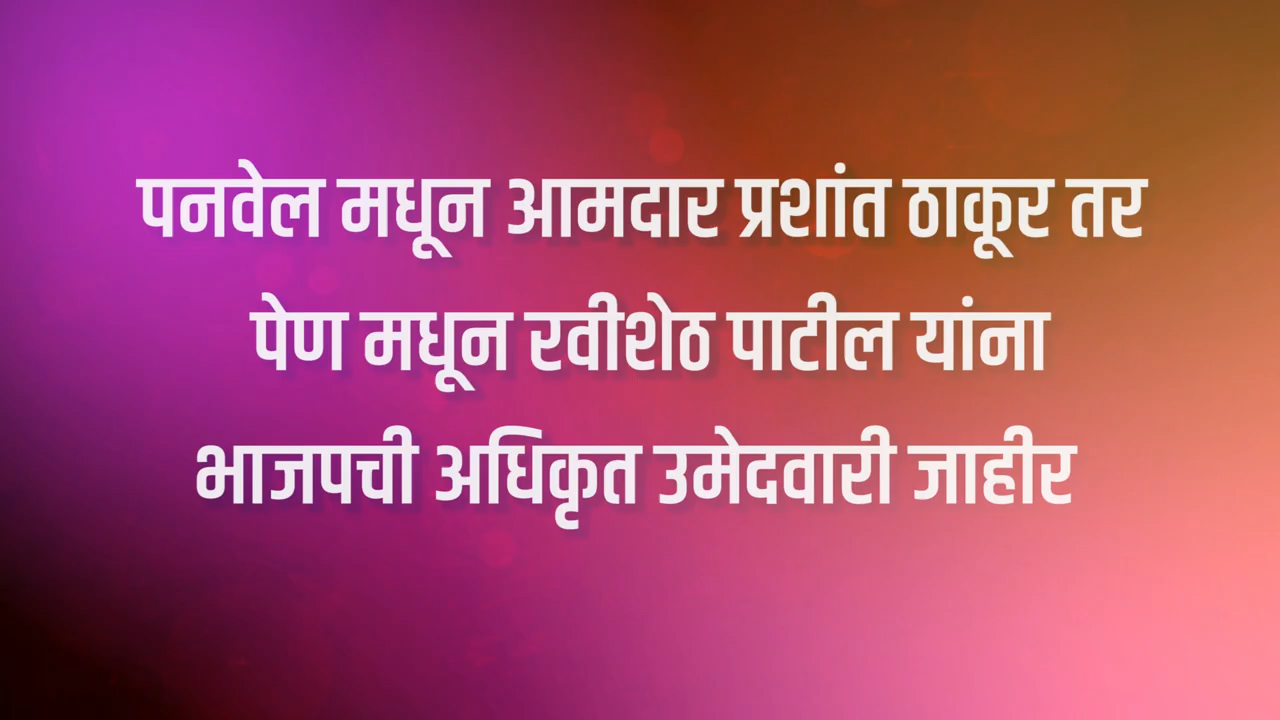 पनवेल मधून आमदार प्रशांत ठाकूर तर
पेण मधून रवीशेठ पाटील यांना
भाजपची अधिकृत उमेदवारी जाहीर